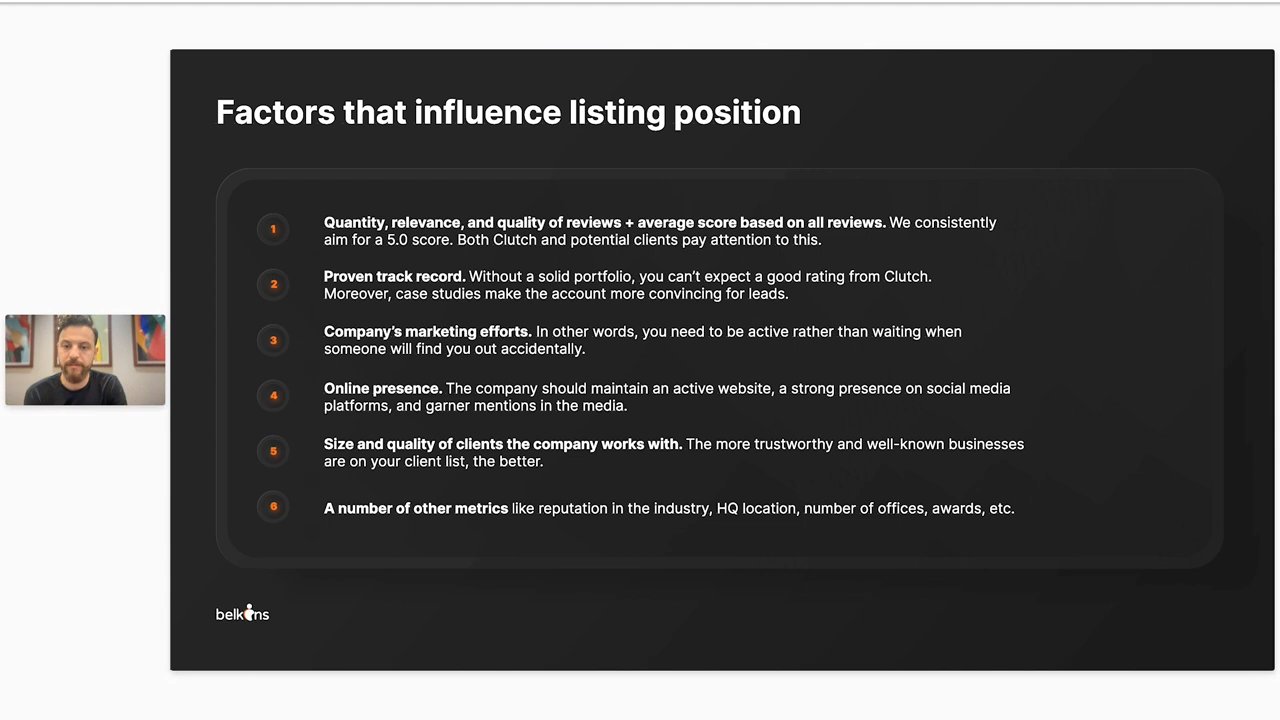 Factors that influence listing position
1
Quantity, relevance, and quality of reviews + average score based on all reviews. We consistently
aim for a 5.0 score. Both Clutch and potential clients pay attention to this.
2
Proven track record. Without a solid portfolio, you can’t expect a good rating from Clutch.
Moreover, case studies make the account more convincing for leads.
3
Company’s marketing efforts. In other words, you need to be active rather than waiting when
someone will find you out accidentally.
4
Online presence. The company should maintain an active website, a strong presence on social media
platforms, and garner mentions in the media.
5
Size and quality of clients the company works with. The more trustworthy and well-known businesses
are on your client list, the better.
6
A number of other metrics like reputation in the industry, HQ location, number of offices, awards, etc.
belkins